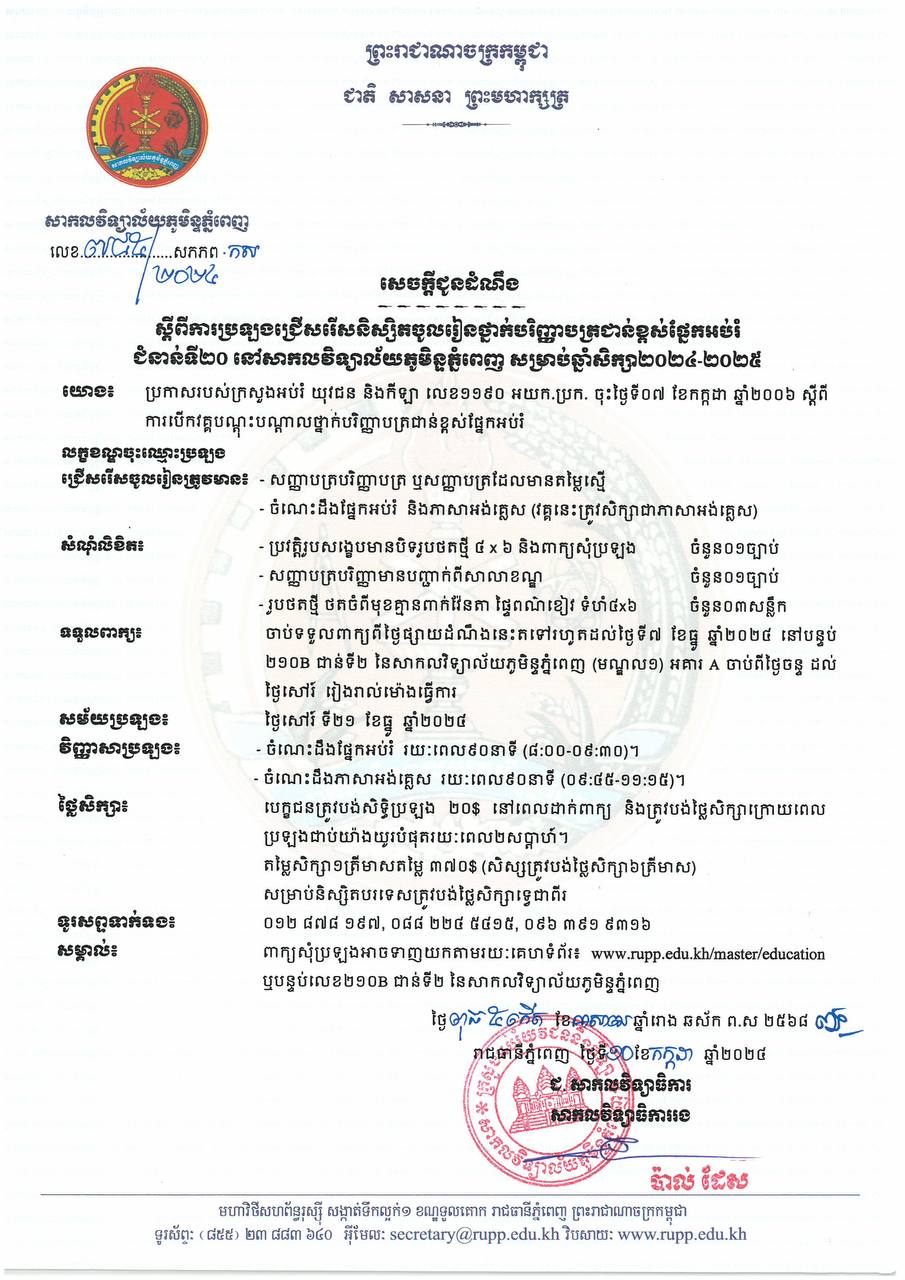 ព្រះរាជាណាចក្រកម្ពុជា
ជាតិ សាសនា ព្រះមហាក្សត្រ
សាកលវិទ្យាល័យភូមិន្ទភ្នំពេញ
សាកលវិទ្យាល័យភូមិន្ទភ្នំពេញ
លេខ.៧៨៥/២០២៤.....សភភព.កស
សេចក្តីជូនដំណឹង
ស្តីពីការប្រឡងជ្រើសរើសនិស្សិតចូលរៀនថ្នាក់បរិញ្ញាបត្រជាន់ខ្ពស់ផ្នែកអប់រំ
ជំនាន់ទី២០ នៅសាកលវិទ្យាល័យភូមិន្ទភ្នំពេញ សម្រាប់ឆ្នាំសិក្សា២០២៤-២០២៥
យោង៖ ប្រកាសរបស់ក្រសួងអប់រំ យុវជន និងកីឡា លេខ១១៩០ អយក.ប្រក. ចុះថ្ងៃទី០៧ ខែកក្កដា ឆ្នាំ២០០៦ ស្តីពី
ការបើកវគ្គបណ្តុះបណ្តាលថ្នាក់បរិញ្ញាបត្រជាន់ខ្ពស់ផ្នែកអប់រំ
លក្ខខណ្ឌចុះឈ្មោះប្រឡង
ជ្រើសរើសចូលរៀនត្រូវមាន៖ - សញ្ញាបត្របរិញ្ញាបត្រ ឬសញ្ញាបត្រដែលមានតម្លៃស្មើ
- ចំណេះដឹងផ្នែកអប់រំ និងភាសាអង់គ្លេស (វគ្គនេះត្រូវសិក្សាជាភាសាអង់គ្លេស)
សំណុំលិខិត៖ - ប្រវត្តិរូបសង្ខេបមានបិទរូបថតថ្មី ៤ x ៦ និងពាក្យសុំប្រឡង ចំនួន០១ច្បាប់
- សញ្ញាបត្របរិញ្ញាមានបញ្ជាក់ពីសាលាខណ្ឌ ចំនួន០១ច្បាប់
- រូបថតថ្មី ថតចំពីមុខគ្មានពាក់វ៉ែនតា ផ្ទៃពណ៌ខៀវ ទំហំ៤x៦ ចំនួន០៣សន្លឹក
ទទួលពាក្យ៖ ចាប់ទទួលពាក្យពីថ្ងៃផ្សាយដំណឹងនេះតទៅរហូតដល់ថ្ងៃទី៧ ខែធ្នូ ឆ្នាំ២០២៤ នៅបន្ទប់
២១០B ជាន់ទី២ នៃសាកលវិទ្យាល័យភូមិន្ទភ្នំពេញ (មណ្ឌល១) អគារ A ចាប់ពីថ្ងៃចន្ទ ដល់
ថ្ងៃសៅរ៍ រៀងរាល់ម៉ោងធ្វើការ
សម័យប្រឡង៖ ថ្ងៃសៅរ៍ ទី២១ ខែធ្នូ ឆ្នាំ២០២៤
វិញ្ញាសាប្រឡង៖ - ចំណេះដឹងផ្នែកអប់រំ រយៈពេល៩០នាទី (៨:០០-០៩:៣០)។
- ចំណេះដឹងភាសាអង់គ្លេស រយៈពេល៩០នាទី (០៩:៤៥-១១:១៥)។
ថ្លៃសិក្សា៖ បេក្ខជនត្រូវបង់សិទ្ធិប្រឡង ២០$ នៅពេលដាក់ពាក្យ និងត្រូវបង់ថ្លៃសិក្សាក្រោយពេល
ប្រឡងជាប់យ៉ាងយូរបំផុតរយៈពេល២សប្តាហ៍។
តម្លៃសិក្សា១ត្រីមាសតម្លៃ ៣៧០$ (សិស្សត្រូវបង់ថ្លៃសិក្សា៦ត្រីមាស)
សម្រាប់និស្សិតបរទេសត្រូវបង់ថ្លៃសិក្សាទ្វេជាពីរ
ទូរសព្ទទាក់ទង៖ ០១២ ៨៧៨ ១៩៧, ០៨៨ ២២៤ ៥៤១៥, ០៩៦ ៣៩១ ៩៣១៦
សម្គាល់៖ ពាក្យសុំប្រឡងអាចទាញយកតាមរយៈគេហទំព័រ៖ www.rupp.edu.kh/master/education
ឬបន្ទប់លេខ២១០B ជាន់ទី២ នៃសាកលវិទ្យាល័យភូមិន្ទភ្នំពេញ
ថ្ងៃពុធ ៥កើត ខែអាសាឍ ឆ្នាំរោង ឆស័ក ព.ស ២៥៦៨
រាជធានីភ្នំពេញ ថ្ងៃទី១០ខែកក្កដា ឆ្នាំ២០២៤
ជ. សាកលវិទ្យាធិការ
សាកលវិទ្យាធិការរង
សាកលវិទ្យាល័យភូមិន្ទភ្នំពេញ
ប៉ាល់ ដែស
មហាវិថីសហព័ន្ធរុស្ស៊ី សង្កាត់ទឹកល្អក់១ ខណ្ឌទួលគោក រាជធានីភ្នំពេញ ព្រះរាជាណាចក្រកម្ពុជា
ទូរស័ព្ទៈ (៨៥៥) ២៣ ៨៨៣ ៦៤០ អ៊ីមែលៈ secretary@rupp.edu.kh វិបសាយៈ www.rupp.edu.kh